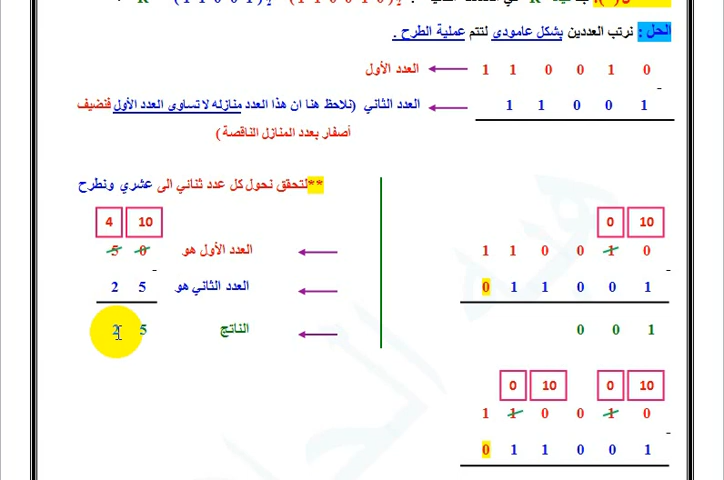 الحل : نرتب العددين بشكل عامودي لتتم عملية الطرح .
1 1 0 0 1 0 العدد الأول
-
1 1 0 0 1 العدد الثاني (نلاحظ هنا ان هذا العدد منازله لا تساوي العدد الأول فنضيف
أصفار بعدد المنازل الناقصة )
**لتحقق نحول كل عدد ثنائي الى عشري ونطرح
4 10
5 0 العدد الأول هو
-
2 5 العدد الثاني هو
2 5 الناتج
0 10
1 1 0 0 1 0
-
0 1 1 0 0 1
0 0 1
0 10 0 10
1 1 0 0 1 0
-
0 1 1 0 0 1